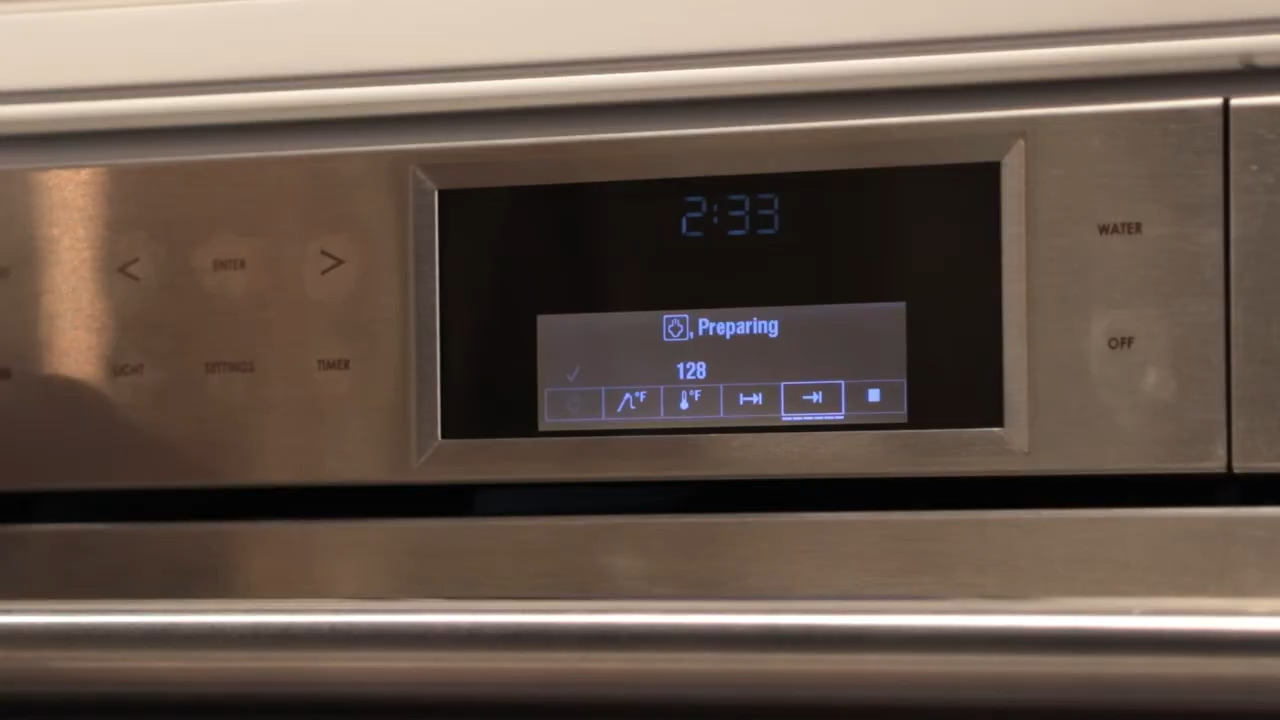 2:33
, Preparing
128
°F °F
< ENTER >
LIGHT SETTINGS TIMER
WATER
OFF